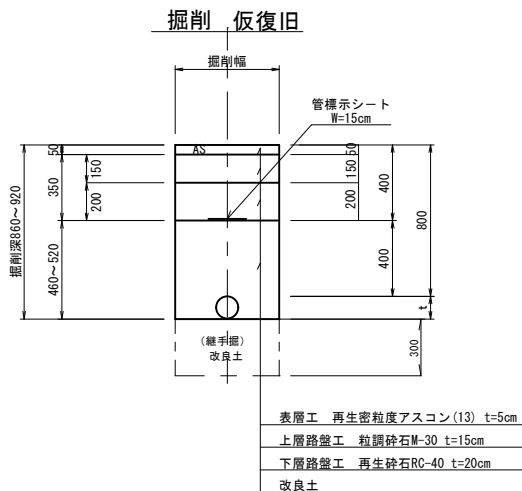 掘削 仮復旧
掘削幅
管標示シート
W=15cm
AS
50
150
350
200
掘削深860~920
460~520
50
150
200
400
400
800
t
300
(継手掘)
改良土
表層工 再生密粒度アスコン(13) t=5cm
上層路盤工 粒調砕石M-30 t=15cm
下層路盤工 再生砕石RC-40 t=20cm
改良土